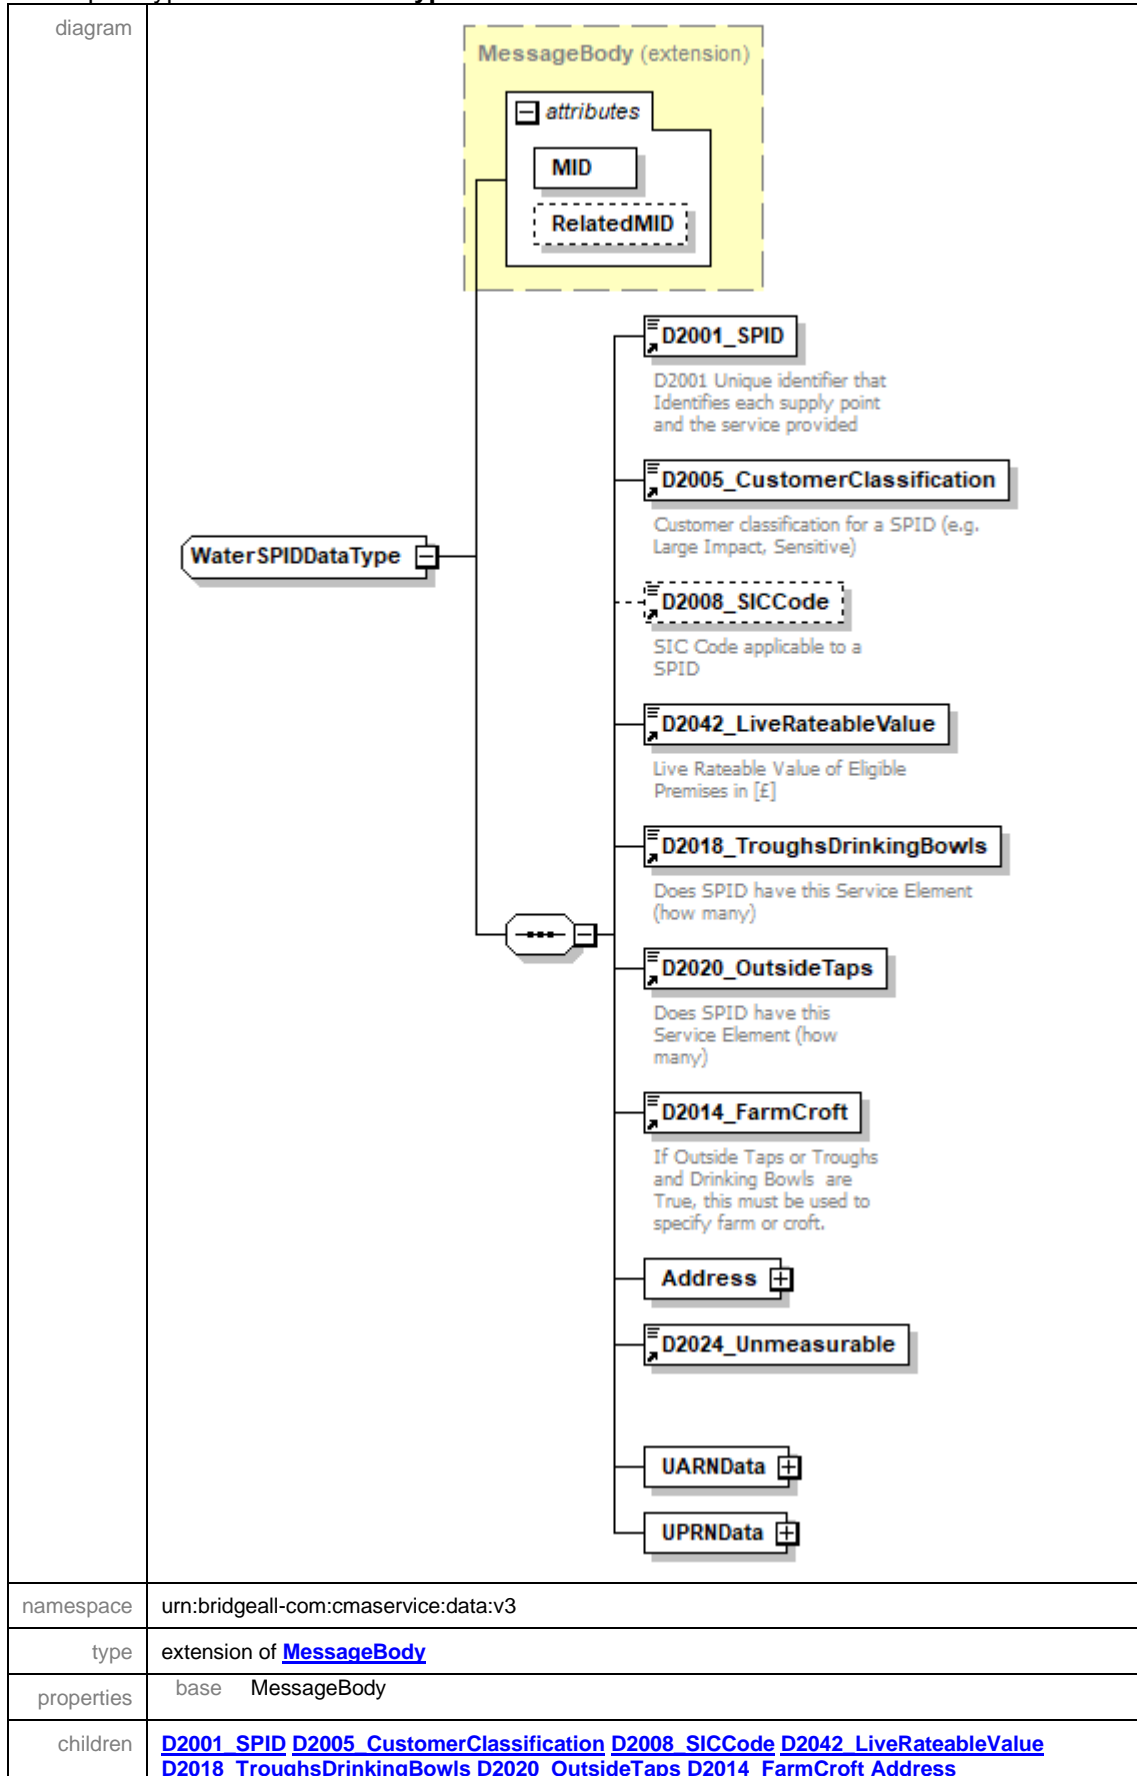 diagram
MessageBody (extension)
attributes
MID
RelatedMID
D2001_SPID
D2001 Unique identifier that
Identifies each supply point
and the service provided
D2005_CustomerClassification
Customer classification for a SPID (e.g.
Large Impact, Sensitive)
WaterSPIDDataType
D2008_SICCode
SIC Code applicable to a
SPID
D2042_LiveRateableValue
Live Rateable Value of Eligible
Premises in [£]
D2018_TroughsDrinkingBowls
Does SPID have this Service Element
(how many)
D2020_OutsideTaps
Does SPID have this
Service Element (how
many)
D2014_FarmCroft
If Outside Taps or Troughs
and Drinking Bowls are
True, this must be used to
specify farm or croft.
Address
D2024_Unmeasurable
UARNData
UPRNData
namespace urn:bridgeall-com:cmaservice:data:v3
type extension of MessageBody
properties base MessageBody
children D2001_SPID D2005_CustomerClassification D2008_SICCode D2042_LiveRateableValue
D2018_TroughsDrinkingBowls D2020_OutsideTaps D2014_FarmCroft Address